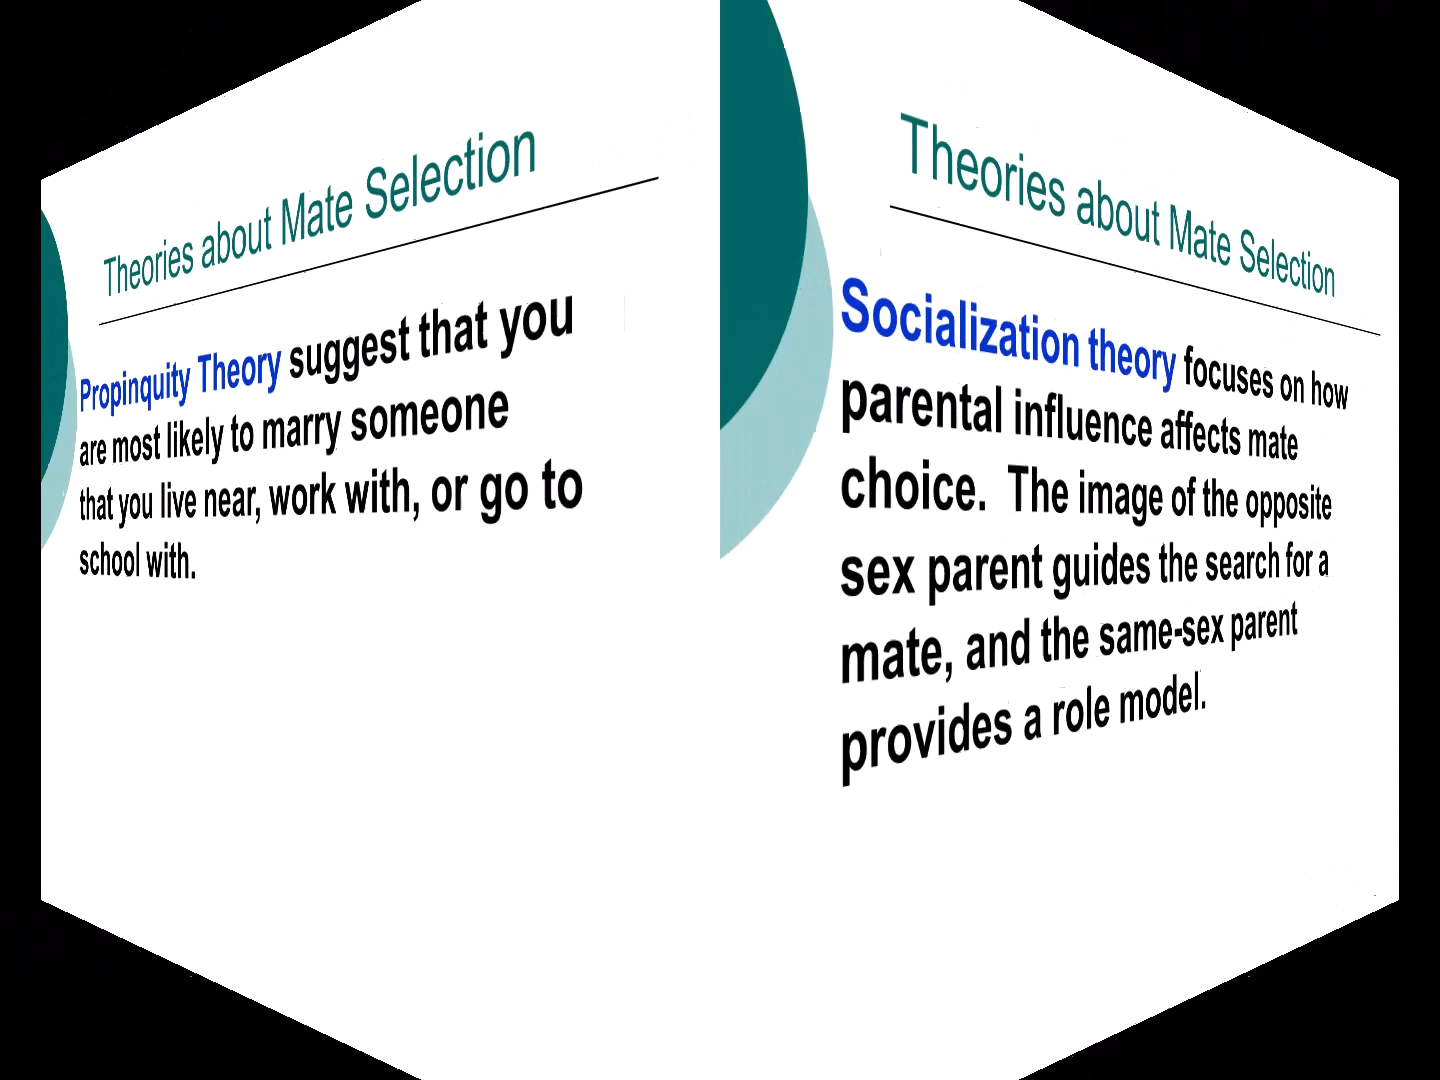 Theories about Mate Selection
Propinquity Theory suggest that you
are most likely to marry someone
that you live near, work with, or go to
school with.
Theories about Mate Selection
Socialization theory focuses on how
parental influence affects mate
choice.  The image of the opposite
sex parent guides the search for a
mate, and the same-sex parent
provides a role model.